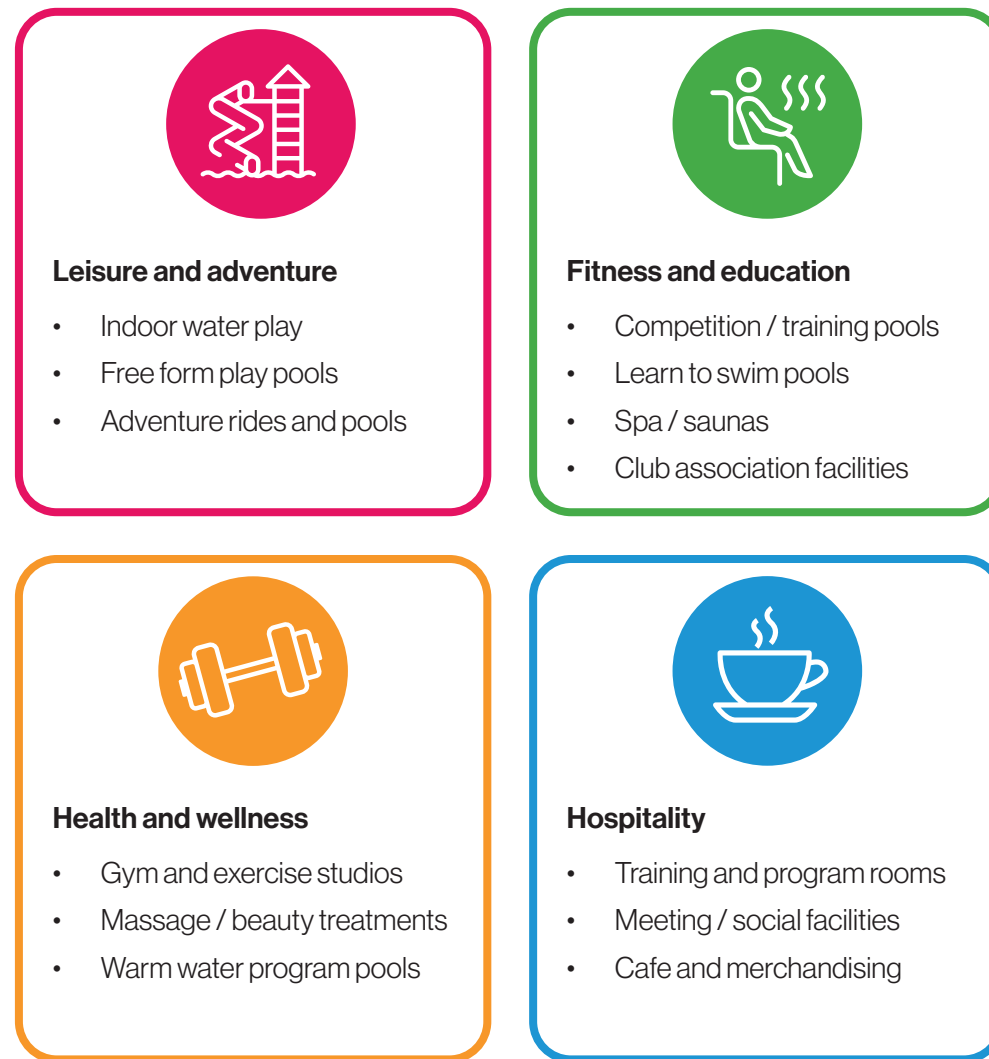 Leisure and adventure
• Indoor water play
• Free form play pools
• Adventure rides and pools
Fitness and education
• Competition / training pools
• Learn to swim pools
• Spa / saunas
• Club association facilities
Health and wellness
• Gym and exercise studios
• Massage / beauty treatments
• Warm water program pools
Hospitality
• Training and program rooms
• Meeting / social facilities
• Cafe and merchandising